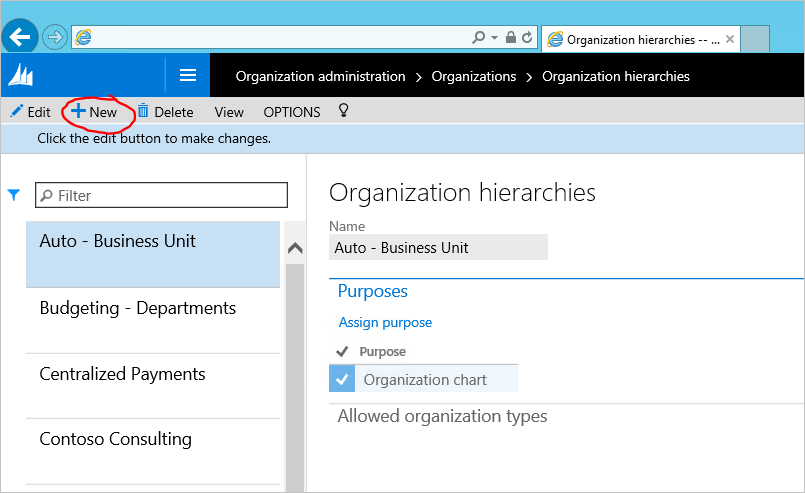 Organization hierarchies -- ...
Organization administration > Organizations > Organization hierarchies
Edit New Delete View OPTIONS
Click the edit button to make changes.
Filter
Auto - Business Unit
Budgeting - Departments
Centralized Payments
Contoso Consulting
Organization hierarchies
Name
Auto - Business Unit
Purposes
Assign purpose
Purpose
Organization chart
Allowed organization types